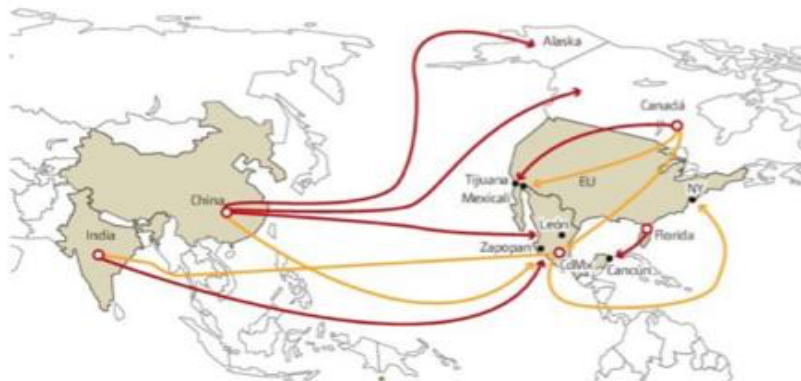 Alaska
Canadá
China
India
Tijuana
Mexicali
EU
NY
León
Zapopan
CdMx
Cancún
Florida